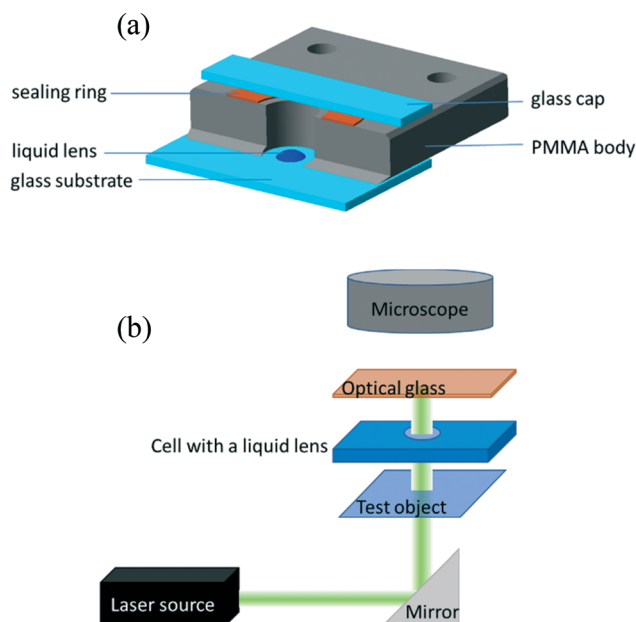 (a)
sealing ring
glass cap
liquid lens
PMMA body
glass substrate
(b)
Microscope
Optical glass
Cell with a liquid lens
Test object
Laser source
Mirror